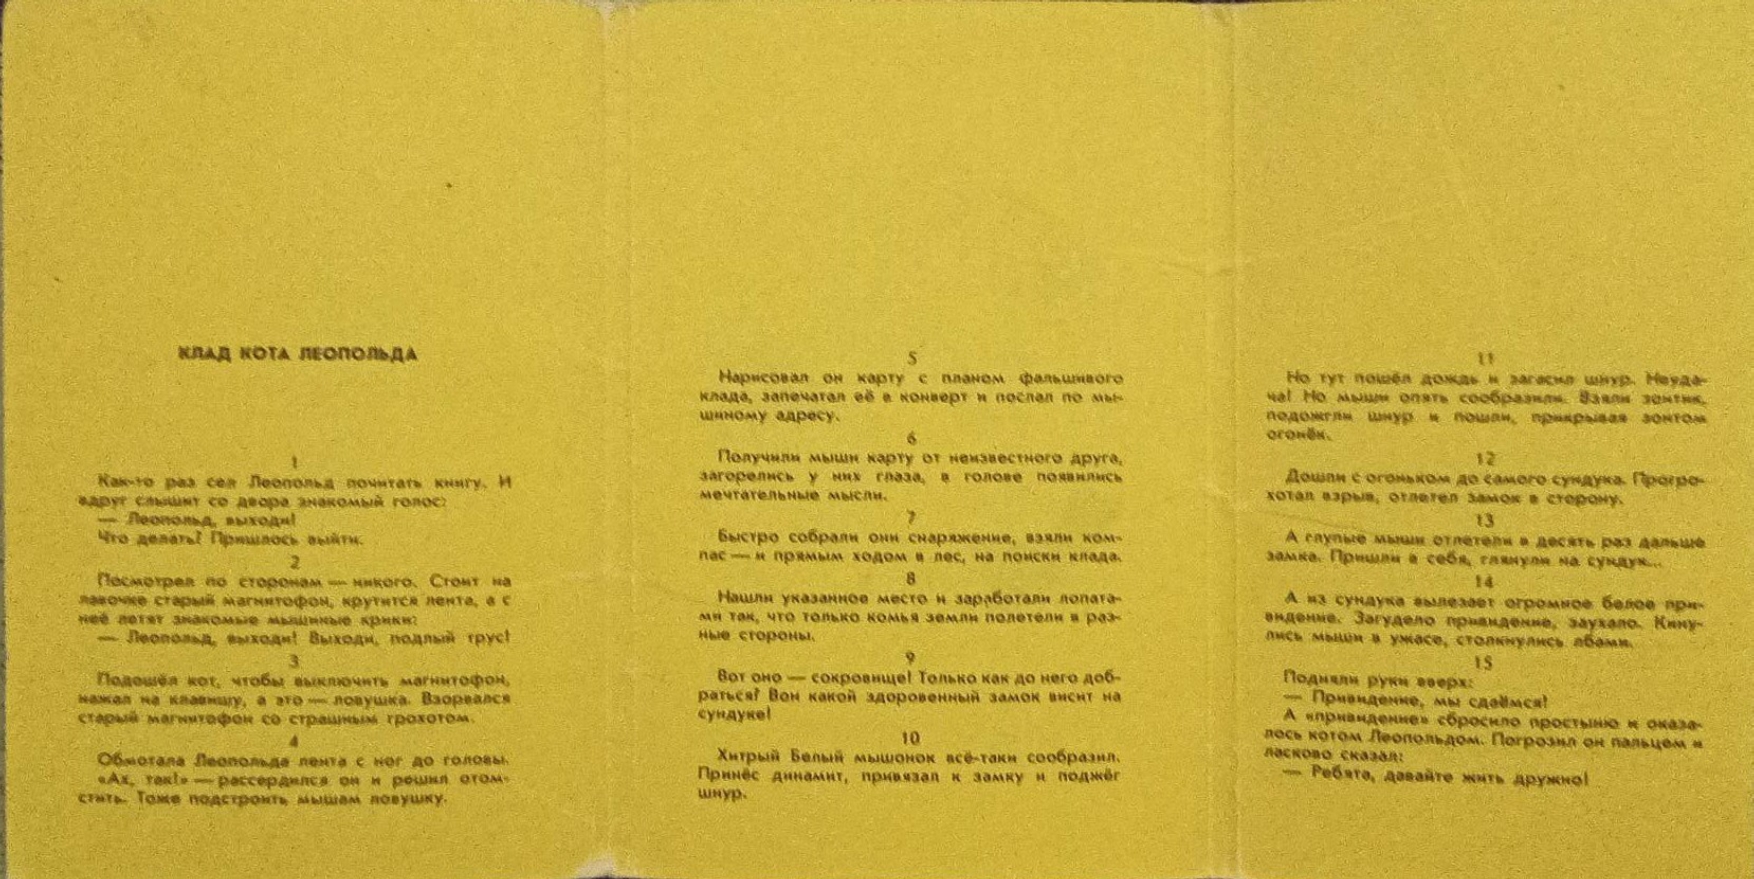 КЛАД КОТА ЛЕОПОЛЬДА
1
Как-то раз сел Леопольд почитать книгу. И
вдруг слышит со двора знакомый голос:
— Леопольд, выходи!
Что делать? Пришлось выйти.
2
Посмотрел по сторонам — никого. Стоит на
лавочке старый магнитофон, крутится лента, а с
неё летят знакомые мышиные крики:
— Леопольд, выходи! Выходи, подлый трус!
3
Подошёл кот, чтобы выключить магнитофон,
нажал на клавишу, а это — ловушка. Взорвался
старый магнитофон со страшным грохотом.
4
Обмотала Леопольда лента с ног до головы.
«Ах, так!» — рассердился он и решил отом-
стить. Тоже подстроить мышам ловушку.
5
Нарисовал он карту с планом фальшивого
клада, запечатал её в конверт и послал по мы-
шиному адресу.
6
Получили мыши карту от неизвестного друга,
загорелись у них глаза, в голове появились
мечтательные мысли.
7
Быстро собрали они снаряжение, взяли ком-
пас — и прямым ходом в лес, на поиски клада.
8
Нашли указанное место и заработали лопата-
ми так, что только комья земли полетели в раз-
ные стороны.
9
Вот оно — сокровище! Только как до него доб-
раться? Вон какой здоровенный замок висит на
сундуке!
10
Хитрый Белый мышонок всё-таки сообразил.
Принёс динамит, привязал к замку и поджёг
шнур.
11
Но тут пошёл дождь и загасил шнур. Неуда-
ча! Но мыши опять сообразили. Взяли зонтик,
подожгли шнур и пошли, прикрывая зонтом
огонёк.
12
Дошли с огоньком до самого сундука. Прогро-
хотал взрыв, отлетел замок в сторону.
13
А глупые мыши отлетели в десять раз дальше
замка. Пришли в себя, глянули на сундук...
14
А из сундука вылезает огромное белое при-
видение. Загудело привидение, заухало. Кину-
лись мыши в ужасе, столкнулись лбами.
15
Подняли руки вверх:
— Привидение, мы сдаёмся!
А «привидение» сбросило простыню и оказа-
лось котом Леопольдом. Погрозил он пальцем и
ласково сказал:
— Ребята, давайте жить дружно!